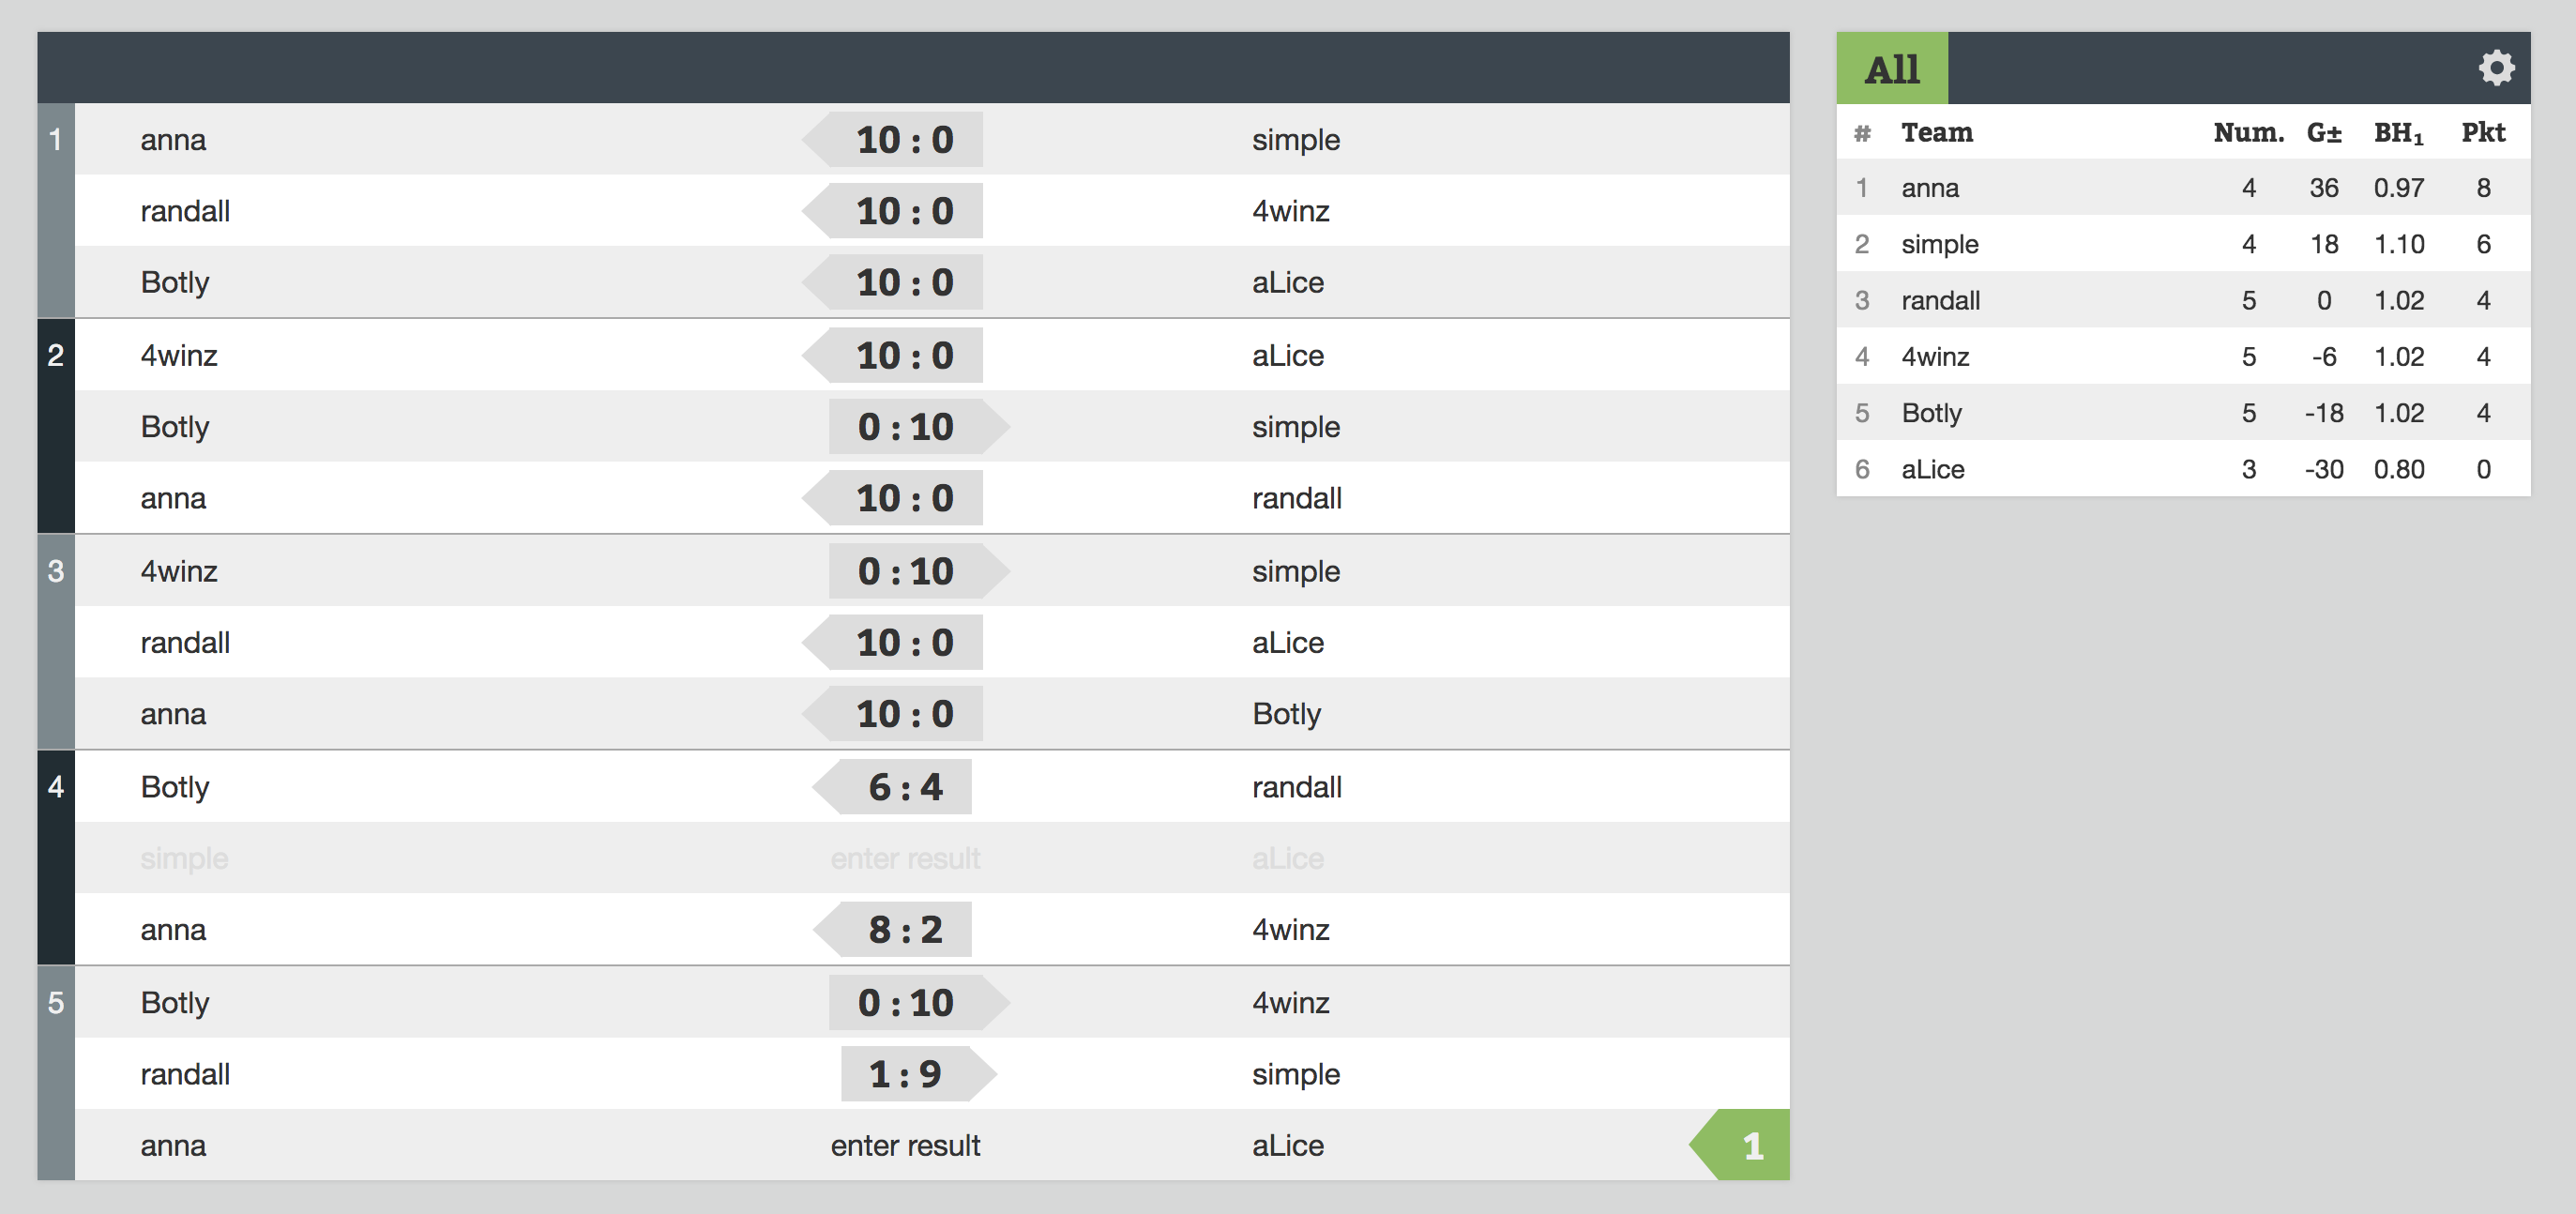 1 anna 10 : 0 simple
randall 10 : 0 4winz
Botly 10 : 0 aLice
2 4winz 10 : 0 aLice
Botly 0 : 10 simple
anna 10 : 0 randall
3 4winz 0 : 10 simple
randall 10 : 0 aLice
anna 10 : 0 Botly
4 Botly 6 : 4 randall
simple enter result aLice
anna 8 : 2 4winz
5 Botly 0 : 10 4winz
randall 1 : 9 simple
anna enter result aLice 1
All
# Team Num. G± BH₁ Pkt
1 anna 4 36 0.97 8
2 simple 4 18 1.10 6
3 randall 5 0 1.02 4
4 4winz 5 -6 1.02 4
5 Botly 5 -18 1.02 4
6 aLice 3 -30 0.80 0